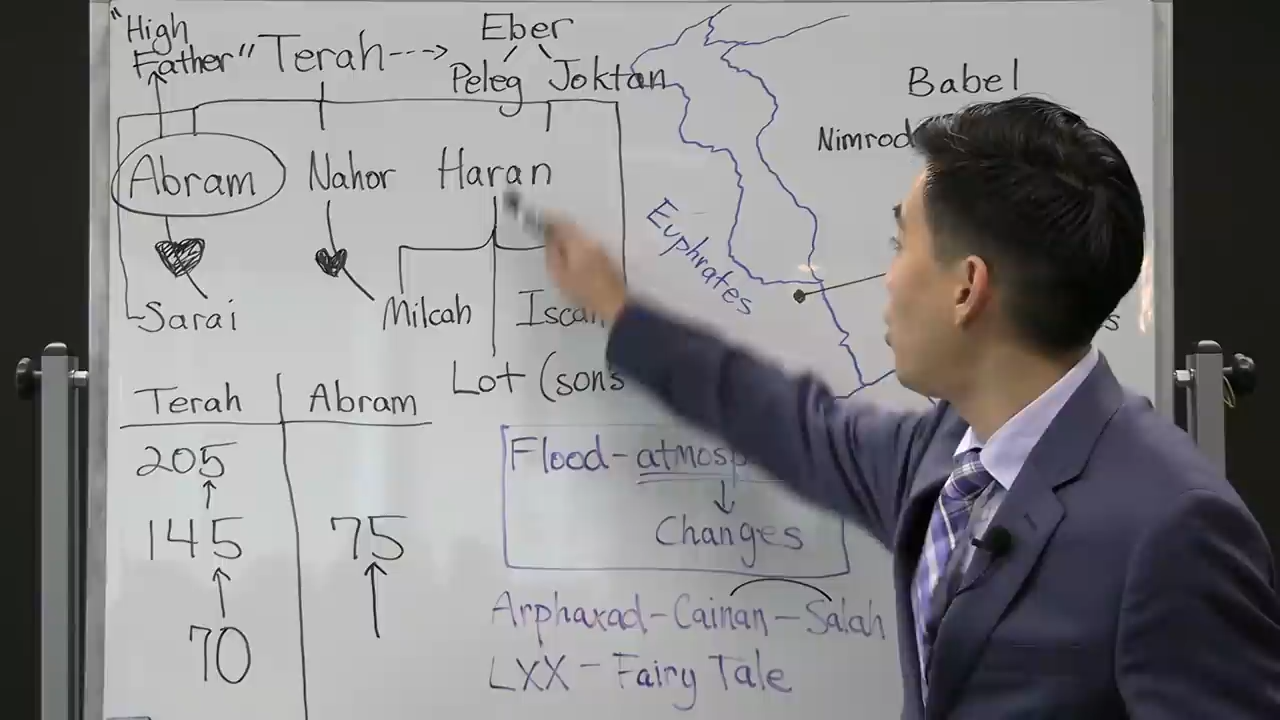 "High Father" Terah ---> Eber
Peleg Joktan
Babel
Nimrod
Abram Nahor Haran
Euphrates
Sarai Milcah
Lot (sons
Terah Abram
205
145 75
70
Flood-
Changes
Arphaxad-Cainan-Salah
LXX - Fairy Tale